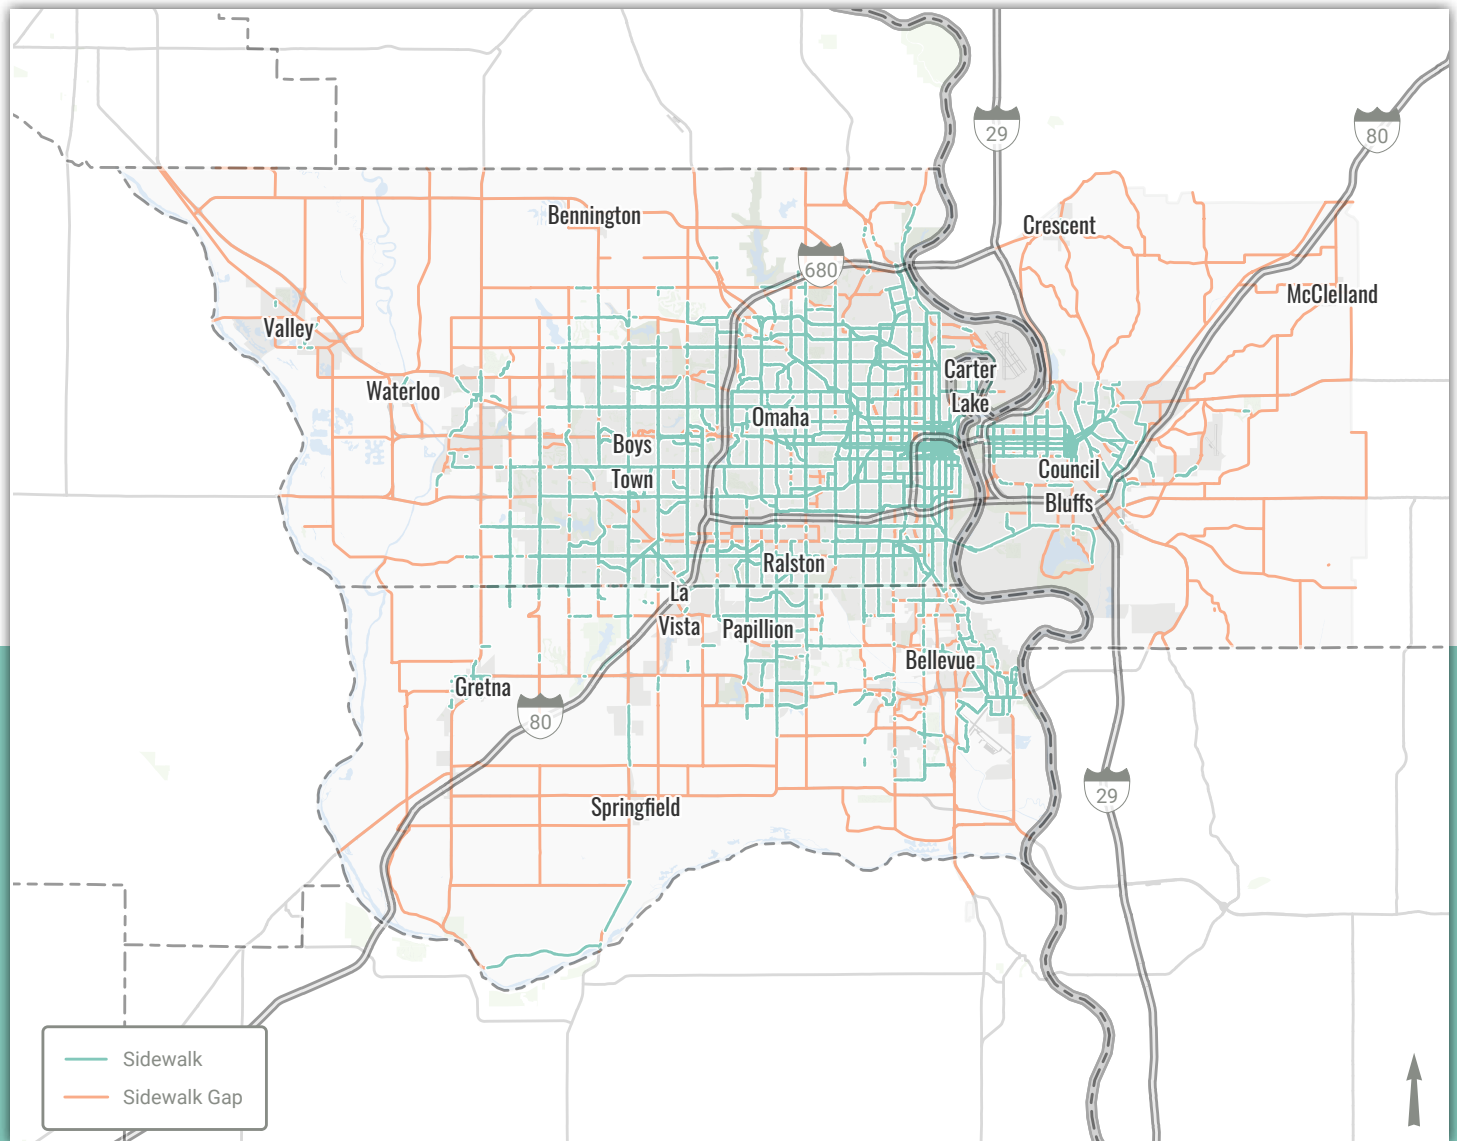 29
80
Bennington
Crescent
680
McClelland
Valley
Waterloo
Carter
Lake
Omaha
Boys
Town
Council
Bluffs
Ralston
La
Vista
Papillion
Bellevue
Gretna
80
29
Springfield
Sidewalk
Sidewalk Gap